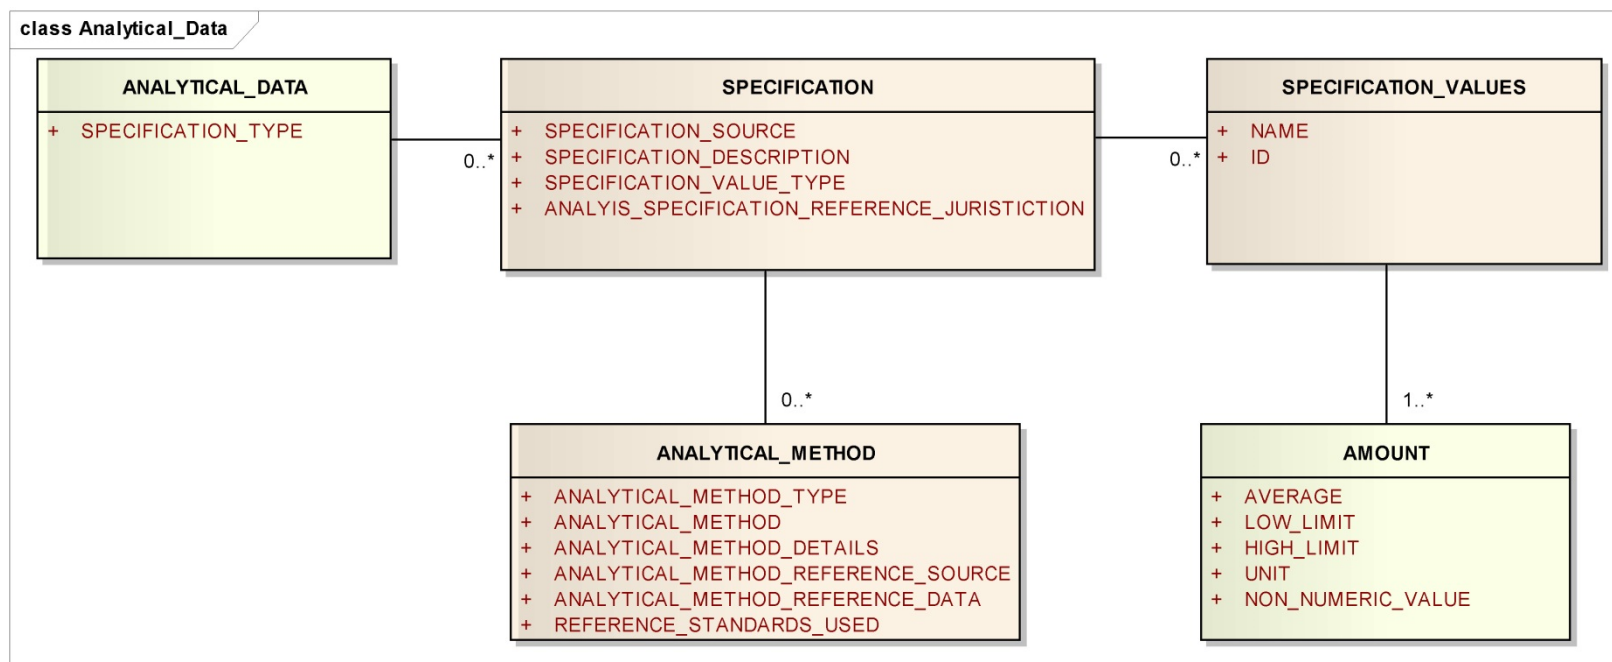 class Analytical_Data
ANALYTICAL_DATA
+ SPECIFICATION_TYPE
0..*
SPECIFICATION
+ SPECIFICATION_SOURCE
+ SPECIFICATION_DESCRIPTION
+ SPECIFICATION_VALUE_TYPE
+ ANALYIS_SPECIFICATION_REFERENCE_JURISTICTION
0..*
SPECIFICATION_VALUES
+ NAME
+ ID
0..*
ANALYTICAL_METHOD
+ ANALYTICAL_METHOD_TYPE
+ ANALYTICAL_METHOD
+ ANALYTICAL_METHOD_DETAILS
+ ANALYTICAL_METHOD_REFERENCE_SOURCE
+ ANALYTICAL_METHOD_REFERENCE_DATA
+ REFERENCE_STANDARDS_USED
1..*
AMOUNT
+ AVERAGE
+ LOW_LIMIT
+ HIGH_LIMIT
+ UNIT
+ NON_NUMERIC_VALUE